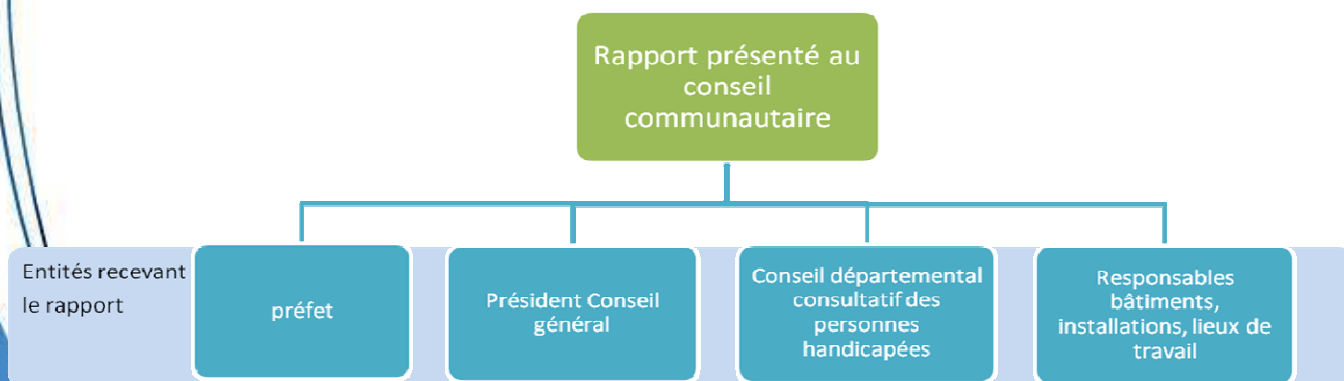 Rapport présenté au
conseil
communautaire
Entités recevant
le rapport
préfet
Président Conseil
général
Conseil départemental
consultatif des
personnes
handicapées
Responsables
bâtiments,
installations, lieux de
travail